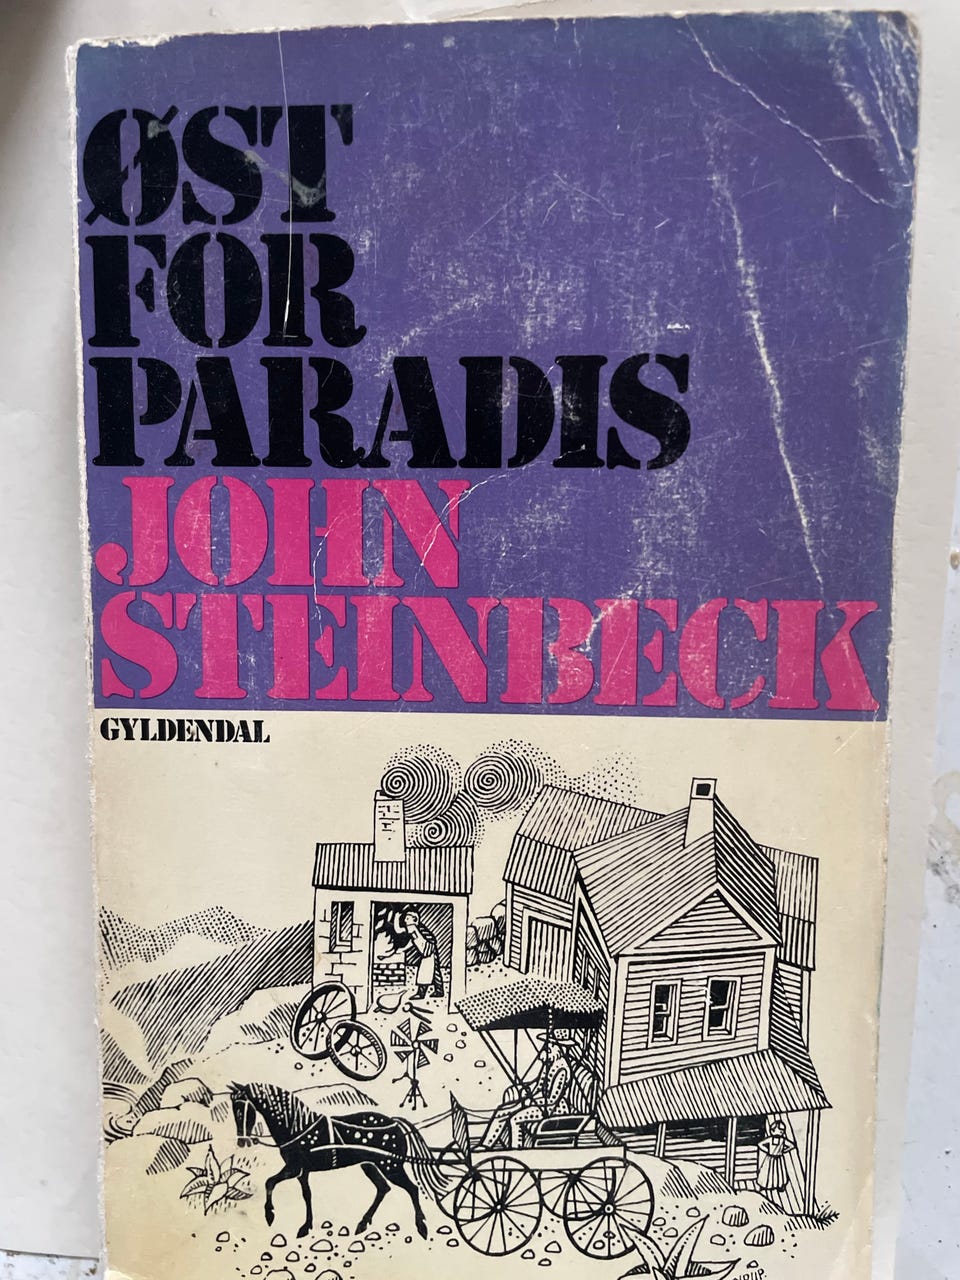 ØST
FOR
PARADIS
JOHN
STEINBECK
GYLDENDAL